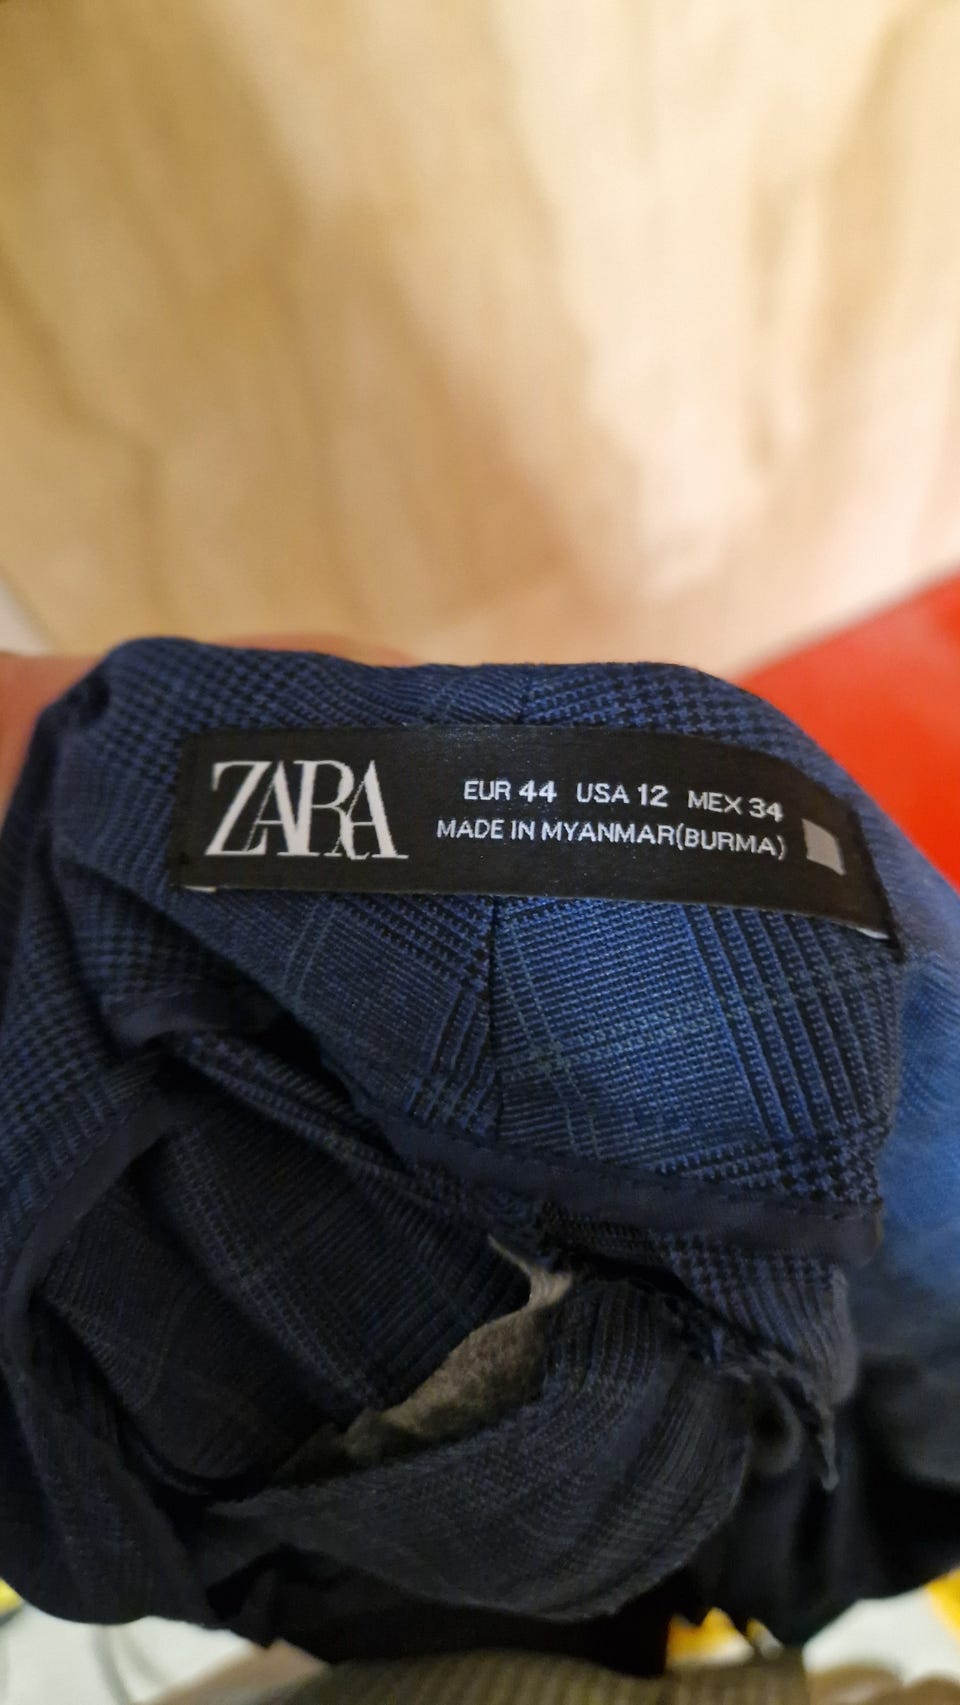 ZARA
EUR 44 USA 12 MEX 34
MADE IN MYANMAR(BURMA)